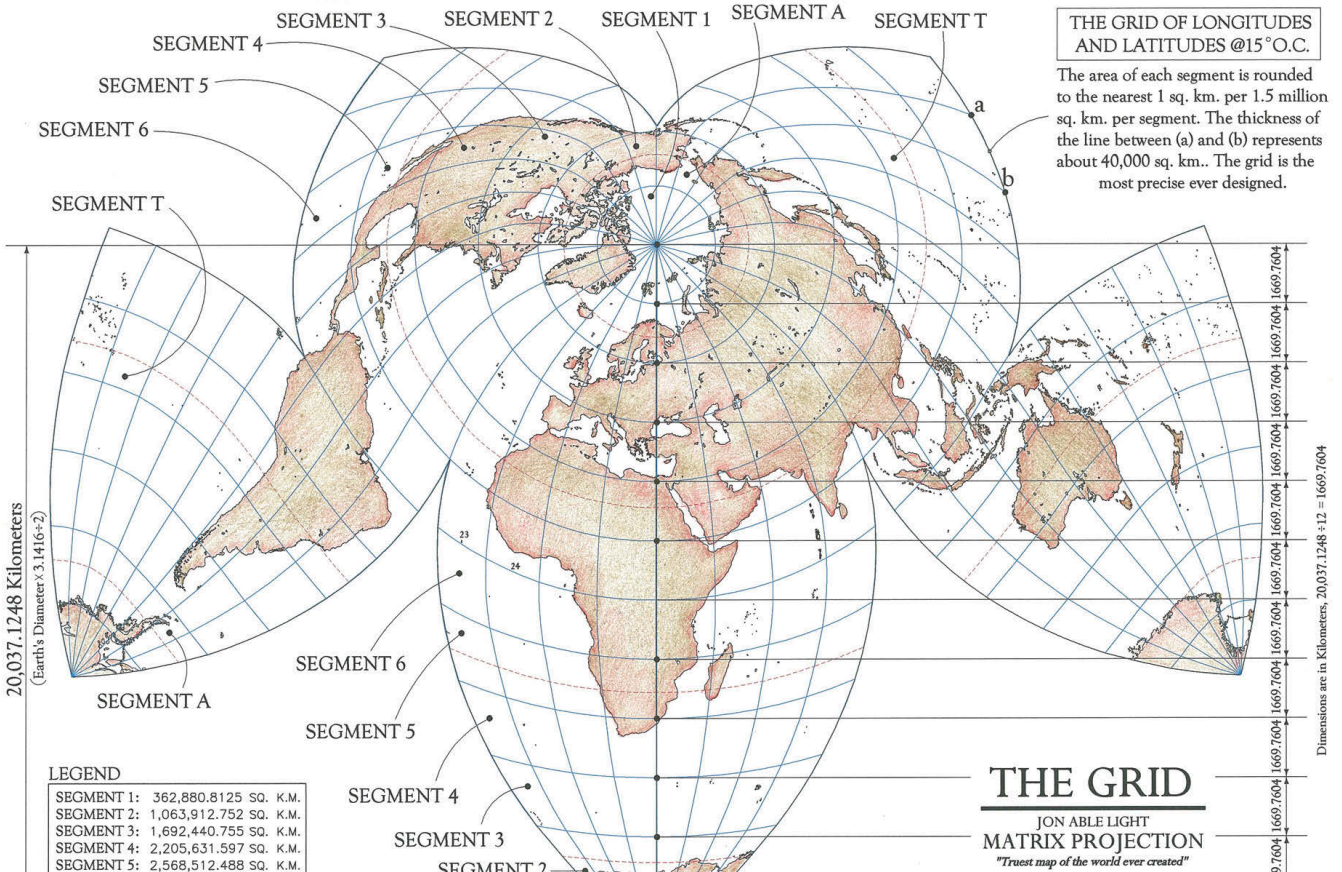 SEGMENT 3
SEGMENT 2
SEGMENT 1
SEGMENT A
SEGMENT T
SEGMENT 4
SEGMENT 5
SEGMENT 6
SEGMENT T
THE GRID OF LONGITUDES
AND LATITUDES @15°O.C.
The area of each segment is rounded
to the nearest 1 sq. km. per 1.5 million
sq. km. per segment. The thickness of
the line between (a) and (b) represents
about 40,000 sq. km.. The grid is the
most precise ever designed.
a
b
20,037.1248 Kilometers
(Earth's Diameter x 3.1416÷2)
23
24
SEGMENT A
SEGMENT 6
SEGMENT 5
SEGMENT 4
SEGMENT 3
SEGMENT 2
1669.7604
1669.7604
1669.7604
1669.7604
1669.7604
1669.7604
1669.7604
1669.7604
1669.7604
1669.7604
9.7604
Dimensions are in Kilometers, 20,037.1248÷12 = 1669.7604
LEGEND
SEGMENT 1: 362,880.8125 SQ. K.M.
SEGMENT 2: 1,063,912.752 SQ. K.M.
SEGMENT 3: 1,692,440.755 SQ. K.M.
SEGMENT 4: 2,205,631.597 SQ. K.M.
SEGMENT 5: 2,568,512.488 SQ. K.M.
THE GRID
JON ABLE LIGHT
MATRIX PROJECTION
"Truest map of the world ever created"